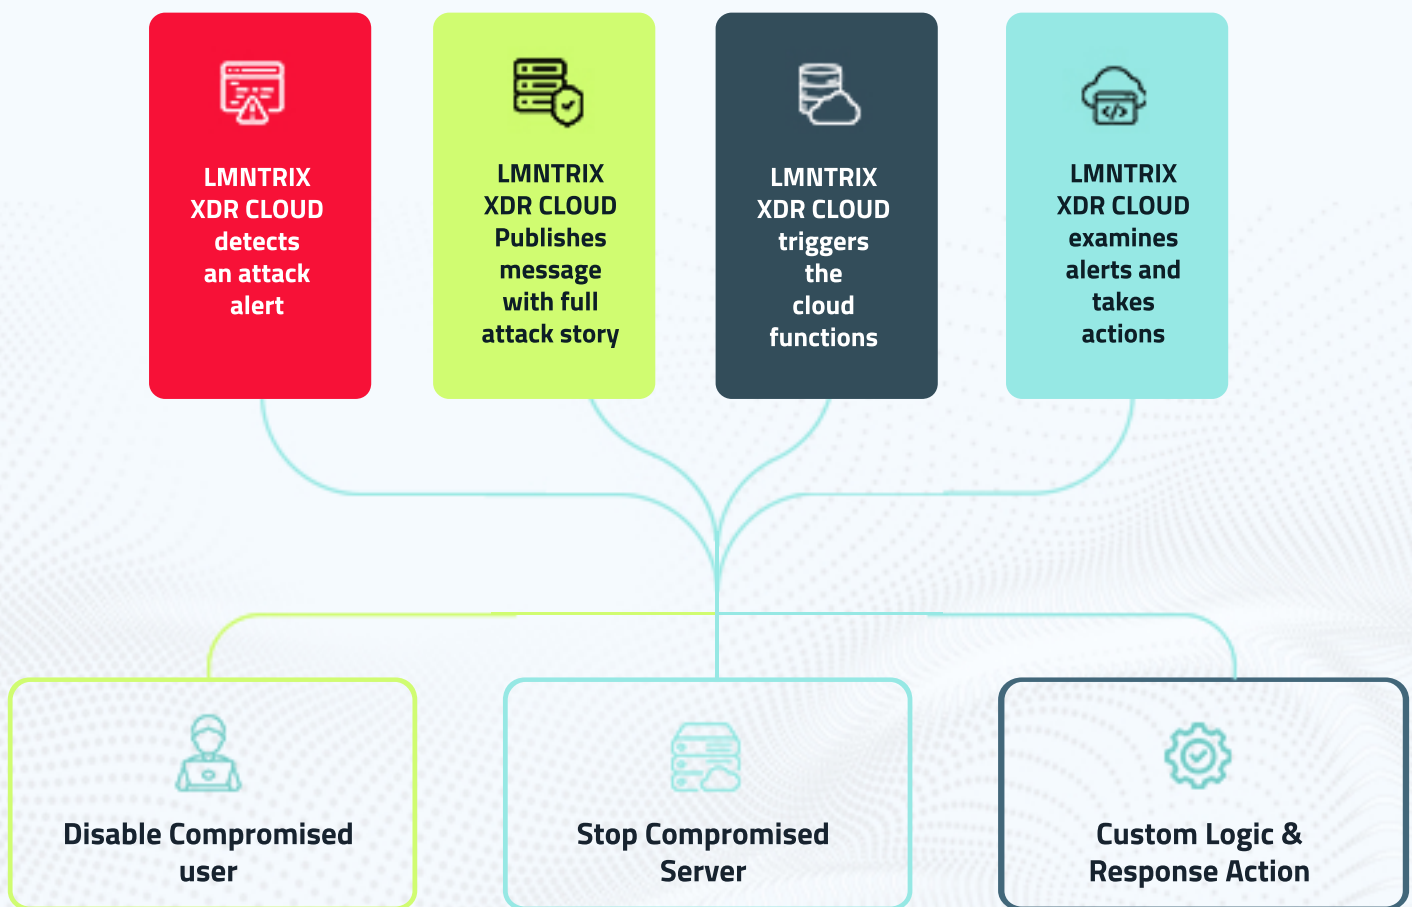 LMNTRIX
XDR CLOUD
detects
an attack
alert
LMNTRIX
XDR CLOUD
Publishes
message
with full
attack story
LMNTRIX
XDR CLOUD
triggers
the
cloud
functions
LMNTRIX
XDR CLOUD
examines
alerts and
takes
actions
Disable Compromised
user
Stop Compromised
Server
Custom Logic &
Response Action